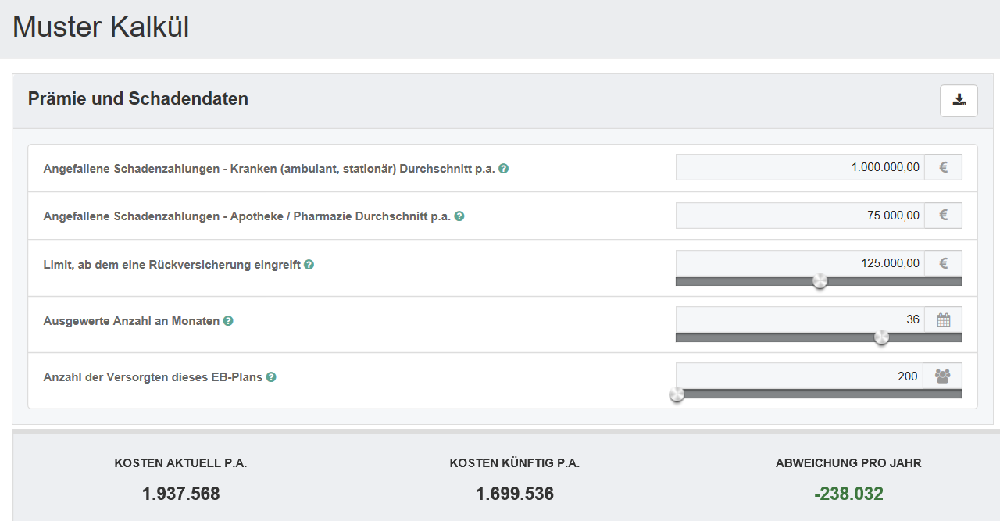 Muster Kalkül
Prämie und Schadendaten
Angefallene Schadenzahlungen - Kranken (ambulant, stationär) Durchschnitt p.a. ? 1.000.000,00 €
Angefallene Schadenzahlungen - Apotheke / Pharmazie Durchschnitt p.a. ? 75.000,00 €
Limit, ab dem eine Rückversicherung eingreift ? 125.000,00 €
Ausgewerte Anzahl an Monaten ? 36
Anzahl der Versorgten dieses EB-Plans ? 200
KOSTEN AKTUELL P.A. KOSTEN KÜNFTIG P.A. ABWEICHUNG PRO JAHR
1.937.568 1.699.536 -238.032